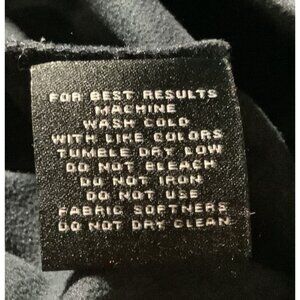 FOR BEST RESULTS
MACHINE
WASH COLD
WITH LIKE COLORS
TUMBLE DRY LOW
DO NOT BLEACH
DO NOT IRON
DO NOT USE
FABRIC SOFTNERS
DO NOT DRY CLEAN